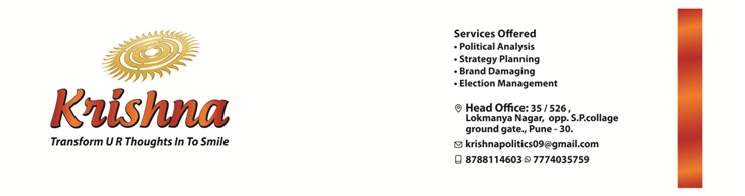 Krishna
Transform U R Thoughts In To Smile
Services Offered
• Political Analysis
• Strategy Planning
• Brand Damaging
• Election Management
Head Office: 35 / 526 ,
Lokmanya Nagar, opp. S.P.collage
ground gate., Pune - 30.
krishnapolitics09@gmail.com
8788114603 7774035759